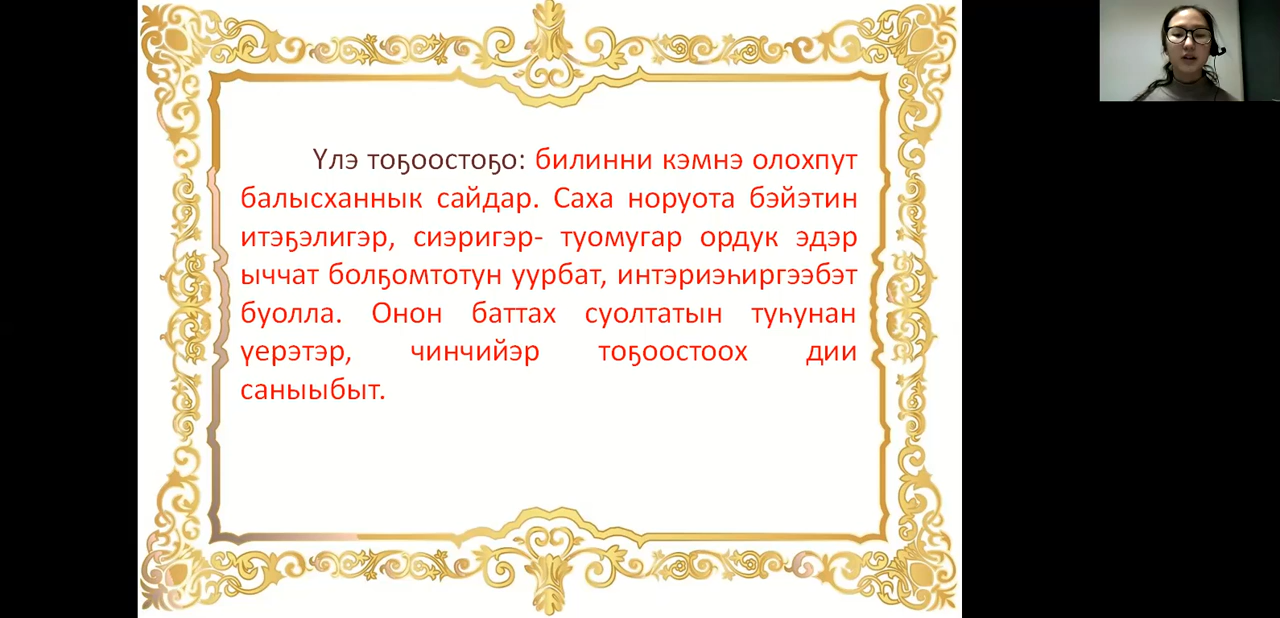 Үлэ тоҕоостоҕо: билинни кэмнэ олохпут
балысханнык сайдар. Саха норуота бэйэтин
итэҕэлигэр, сиэригэр- туомугар ордук эдэр
ыччат болҕомтотун уурбат, интэриэһиргээбэт
буолла. Онон баттах суолтатын туһунан
үерэтэр, чинчийэр тоҕоостоох дии
саныыбыт.